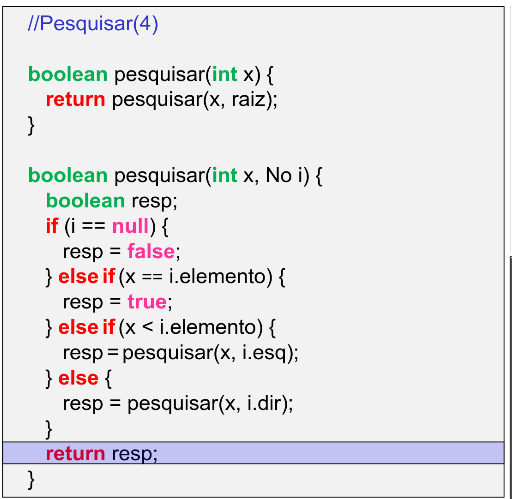 //Pesquisar(4)
boolean pesquisar(int x) {
return pesquisar(x, raiz);
}
boolean pesquisar(int x, No i) {
boolean resp;
if (i == null) {
resp = false;
} else if (x == i.elemento) {
resp = true;
} else if (x < i.elemento) {
resp = pesquisar(x, i.esq);
} else {
resp = pesquisar(x, i.dir);
}
return resp;
}